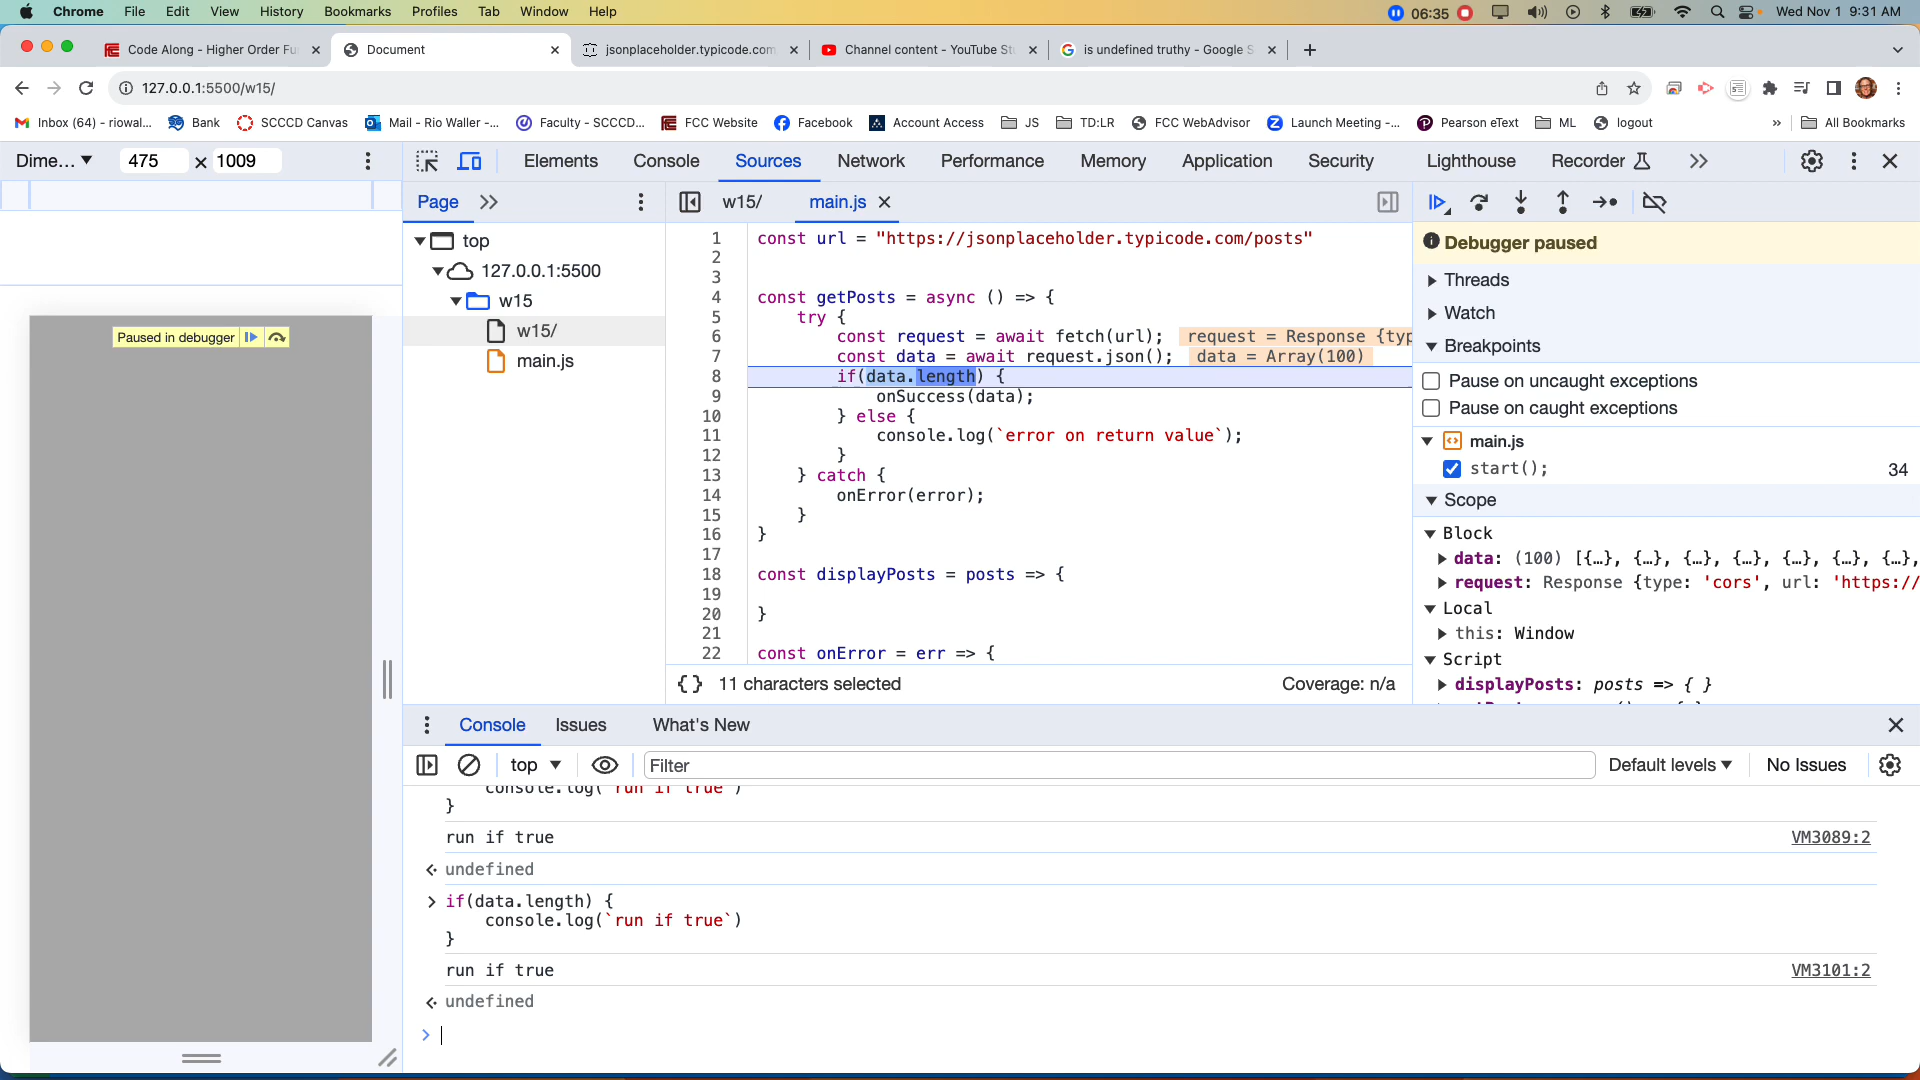 Chrome File Edit View History Bookmarks Profiles Tab Window Help 06:35 Wed Nov 1 9:31 AM
Code Along - Higher Order Fu
Document
jsonplaceholder.typicode.com
Channel content - YouTube St
is undefined truthy - Google S
127.0.0.1:5500/w15/
Inbox (64) - riowal... Bank SCCCD Canvas Mail - Rio Waller -... Faculty - SCCCD... FCC Website Facebook Account Access JS TD:LR FCC WebAdvisor Launch Meeting -... Pearson eText ML logout » All Bookmarks
Dime... 475 x 1009
Elements Console Sources Network Performance Memory Application Security Lighthouse Recorder
Page w15/ main.js
Paused in debugger
top
127.0.0.1:5500
w15
w15/
main.js
1 const url = "https://jsonplaceholder.typicode.com/posts"
2
3
4 const getPosts = async () => {
5 try {
6 const request = await fetch(url); request = Response {typ
7 const data = await request.json(); data = Array(100)
8 if(data.length) {
9 onSuccess(data);
10 } else {
11 console.log(`error on return value`);
12 }
13 } catch {
14 onError(error);
15 }
16 }
17
18 const displayPosts = posts => {
19
20 }
21
22 const onError = err => {
{} 11 characters selected Coverage: n/a
Debugger paused
Threads
Watch
Breakpoints
Pause on uncaught exceptions
Pause on caught exceptions
main.js
start(); 34
Scope
Block
data: (100) [{…}, {…}, {…}, {…}, {…}, {…}, {…},
request: Response {type: 'cors', url: 'https://
Local
this: Window
Script
displayPosts: posts => { }
Console Issues What's New
top Filter Default levels No Issues
console.log(`run if true`)
}
run if true VM3089:2
undefined
if(data.length) {
console.log(`run if true`)
}
run if true VM3101:2
undefined